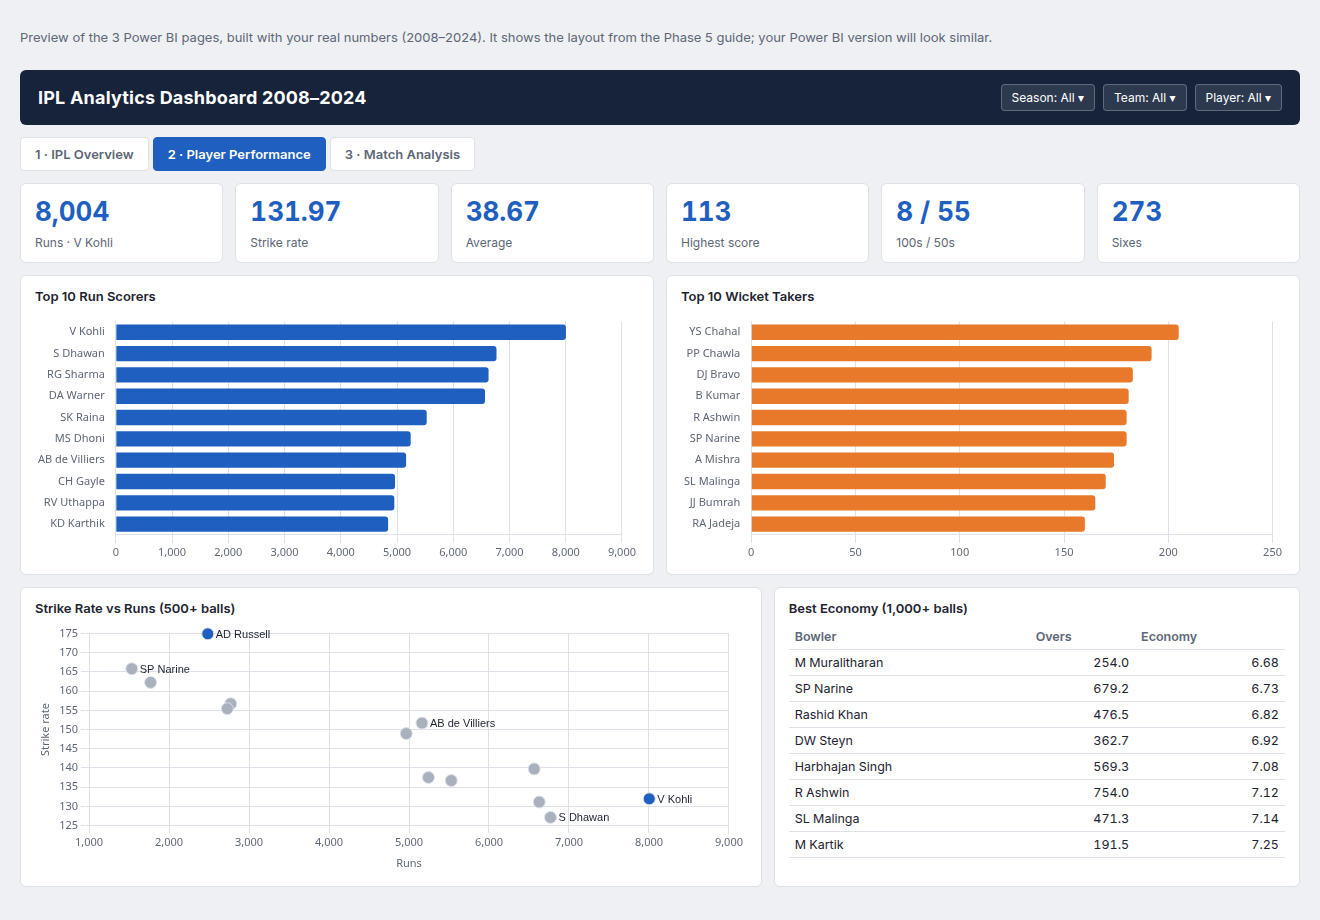 Preview of the 3 Power BI pages, built with your real numbers (2008–2024). It shows the layout from the Phase 5 guide; your Power BI version will look similar.
IPL Analytics Dashboard 2008–2024
Season: All ▾ Team: All ▾ Player: All ▾
1 · IPL Overview 2 · Player Performance 3 · Match Analysis
8,004 131.97 38.67 113 8 / 55 273
Runs · V Kohli Strike rate Average Highest score 100s / 50s Sixes
Top 10 Run Scorers
V Kohli
S Dhawan
RG Sharma
DA Warner
SK Raina
MS Dhoni
AB de Villiers
CH Gayle
RV Uthappa
KD Karthik
0 1,000 2,000 3,000 4,000 5,000 6,000 7,000 8,000 9,000
Top 10 Wicket Takers
YS Chahal
PP Chawla
DJ Bravo
B Kumar
R Ashwin
SP Narine
A Mishra
SL Malinga
JJ Bumrah
RA Jadeja
0 50 100 150 200 250
Strike Rate vs Runs (500+ balls)
Strike rate
175
170
165
160
155
150
145
140
135
130
125
AD Russell
SP Narine
AB de Villiers
V Kohli
S Dhawan
1,000 2,000 3,000 4,000 5,000 6,000 7,000 8,000 9,000
Runs
Best Economy (1,000+ balls)
Bowler Overs Economy
M Muralitharan 254.0 6.68
SP Narine 679.2 6.73
Rashid Khan 476.5 6.82
DW Steyn 362.7 6.92
Harbhajan Singh 569.3 7.08
R Ashwin 754.0 7.12
SL Malinga 471.3 7.14
M Kartik 191.5 7.25